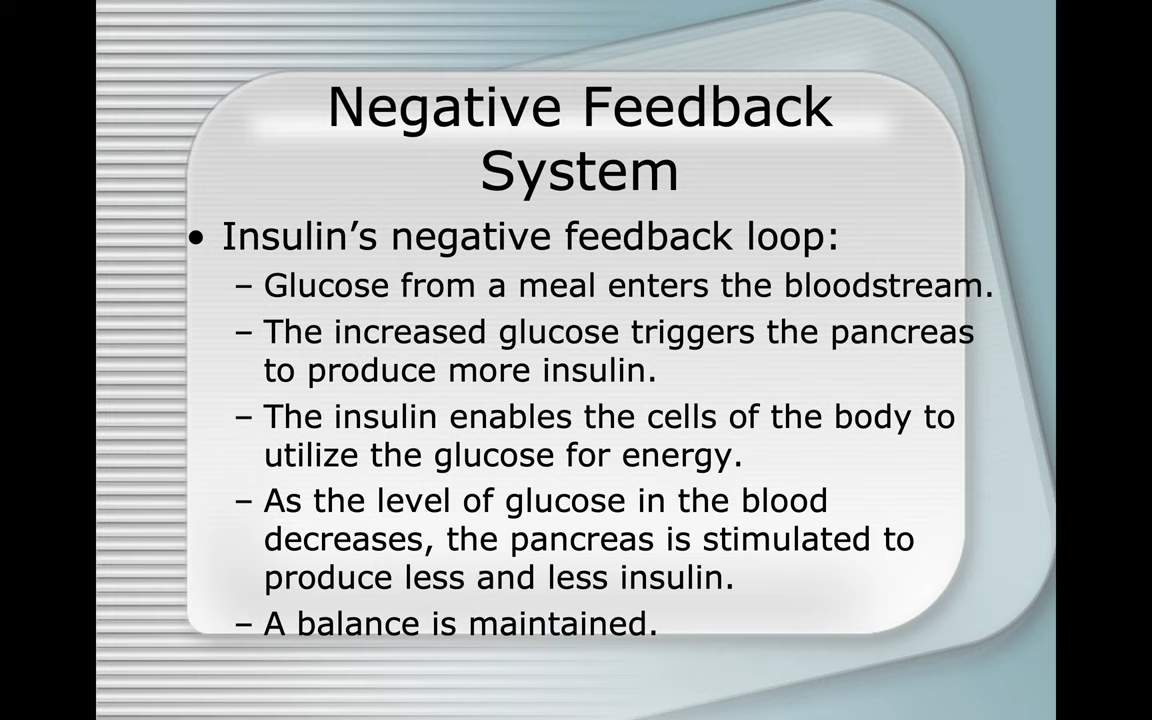 Negative Feedback
System
• Insulin’s negative feedback loop:
– Glucose from a meal enters the bloodstream.
– The increased glucose triggers the pancreas
to produce more insulin.
– The insulin enables the cells of the body to
utilize the glucose for energy.
– As the level of glucose in the blood
decreases, the pancreas is stimulated to
produce less and less insulin.
– A balance is maintained.